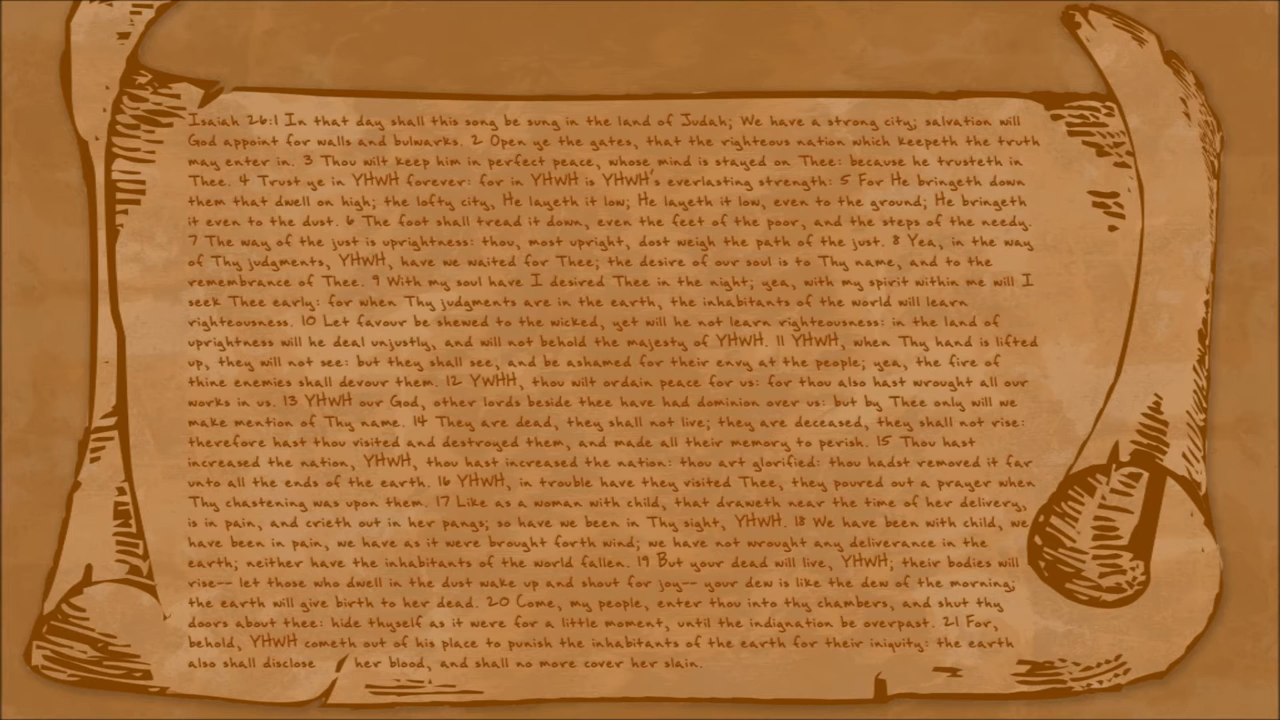 Isaiah 26:1 In that day shall this song be sung in the land of Judah; We have a strong city; salvation will
God appoint for walls and bulwarks. 2 Open ye the gates, that the righteous nation which keepeth the truth
may enter in. 3 Thou wilt keep him in perfect peace, whose mind is stayed on Thee: because he trusteth in
Thee. 4 Trust ye in YHWH forever: for in YHWH is YHWH's everlasting strength: 5 For He bringeth down
them that dwell on high; the lofty city, He layeth it low; He layeth it low, even to the ground; He bringeth
it even to the dust. 6 The foot shall tread it down, even the feet of the poor, and the steps of the needy.
7 The way of the just is uprightness: thou, most upright, dost weigh the path of the just. 8 Yea, in the way
of Thy judgments, YHWH, have we waited for Thee; the desire of our soul is to Thy name, and to the
remembrance of Thee. 9 With my soul have I desired Thee in the night; yea, with my spirit within me will I
seek Thee early: for when Thy judgments are in the earth, the inhabitants of the world will learn
righteousness. 10 Let favour be shewed to the wicked, yet will he not learn righteousness: in the land of
uprightness will he deal unjustly, and will not behold the majesty of YHWH. 11 YHWH, when Thy hand is lifted
up, they will not see: but they shall see, and be ashamed for their envy at the people; yea, the fire of
thine enemies shall devour them. 12 YWHH, thou wilt ordain peace for us: for thou also hast wrought all our
works in us. 13 YHWH our God, other lords beside thee have had dominion over us: but by Thee only will we
make mention of Thy name. 14 They are dead, they shall not live; they are deceased, they shall not rise:
therefore hast thou visited and destroyed them, and made all their memory to perish. 15 Thou hast
increased the nation, YHWH, thou hast increased the nation: thou art glorified: thou hadst removed it far
unto all the ends of the earth. 16 YHWH, in trouble have they visited Thee, they poured out a prayer when
Thy chastening was upon them. 17 Like as a woman with child, that draweth near the time of her delivery,
is in pain, and crieth out in her pangs; so have we been in Thy sight, YHWH. 18 We have been with child, we
have been in pain, we have as it were brought forth wind; we have not wrought any deliverance in the
earth; neither have the inhabitants of the world fallen. 19 But your dead will live, YHWH; their bodies will
rise-- let those who dwell in the dust wake up and shout for joy-- your dew is like the dew of the morning;
the earth will give birth to her dead. 20 Come, my people, enter thou into thy chambers, and shut thy
doors about thee: hide thyself as it were for a little moment, until the indignation be overpast. 21 For,
behold, YHWH cometh out of his place to punish the inhabitants of the earth for their iniquity: the earth
also shall disclose her blood, and shall no more cover her slain.